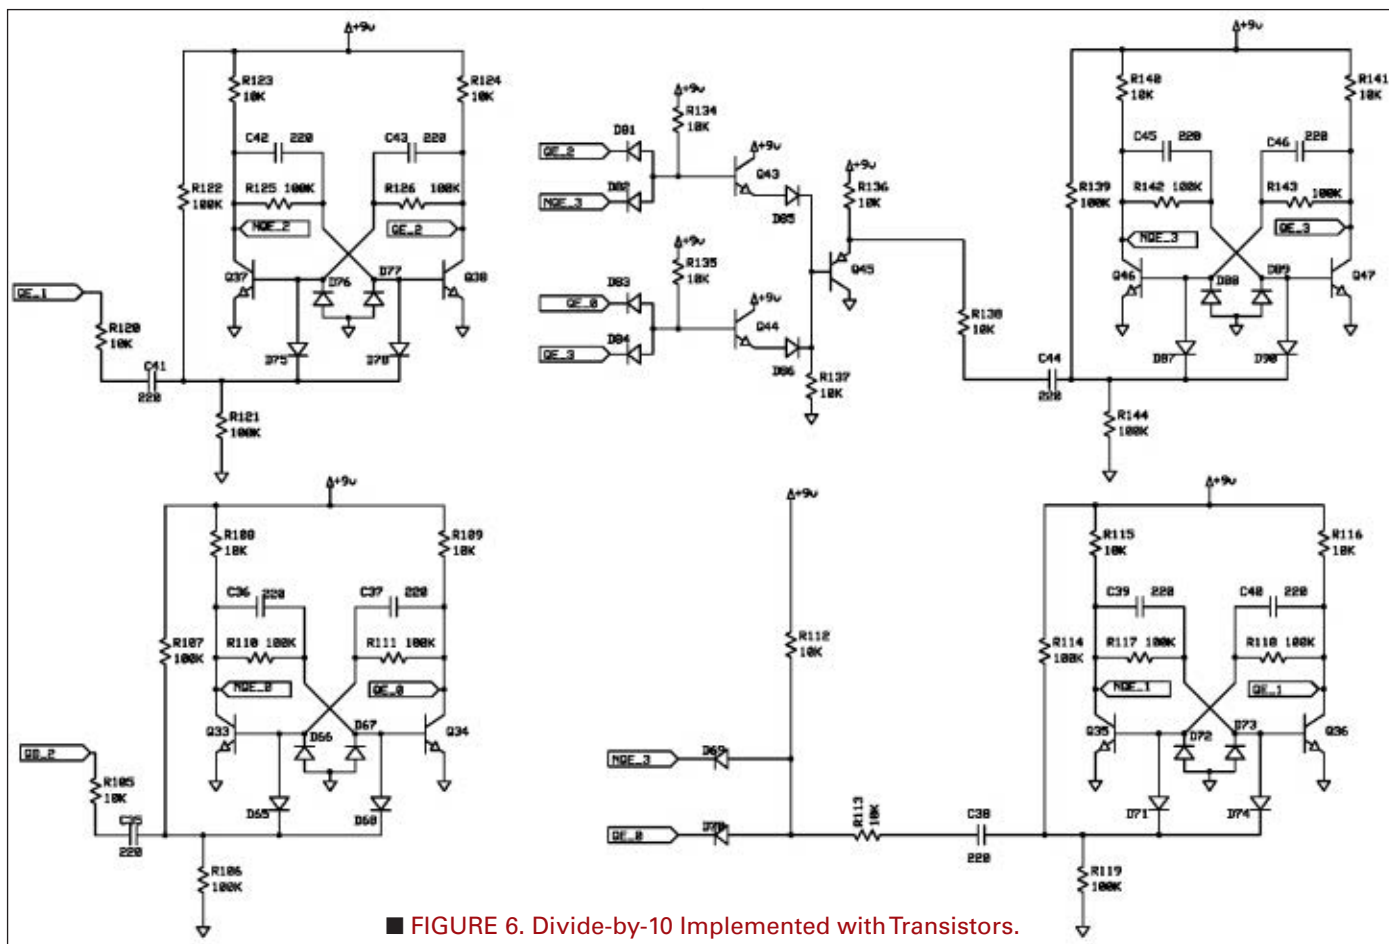 +9v
R123
10K
R124
10K
C42 220
C43 220
R122
100K
R125 100K
R126 100K
NQE_2
QE_2
Q37
D76
D77
Q38
QE_1
R120
10K
C41
220
D75
D78
R121
100K
+9v
R134
10K
D81
QE_2
+9v
Q43
D82
NQE_3
D85
+9v
R136
10K
+9v
R135
10K
Q45
D83
QE_0
+9v
Q44
D84
QE_3
D86
R137
10K
R138
10K
C44
220
+9v
R140
10K
R141
10K
C45 220
C46 220
R139
100K
R142 100K
R143
100K
NQE_3
QE_3
Q46
D88
D89
Q47
D87
D90
R144
100K
+9v
R108
10K
R109
10K
C36 220
C37 220
R107
100K
R110 100K
R111 100K
NQE_0
QE_0
Q33
D66
D67
Q34
R105
10K
C35
220
D65
D68
R106
100K
+9v
R112
10K
NQE_3
D69
QE_0
D70
R113
10K
C38
220
+9v
R115
10K
R116
10K
C39 220
C40 220
R114
100K
R117 100K
R118 100K
NQE_1
QE_1
Q35
D72
D73
Q36
D71
D74
R119
100K
■ FIGURE 6. Divide-by-10 Implemented with Transistors.